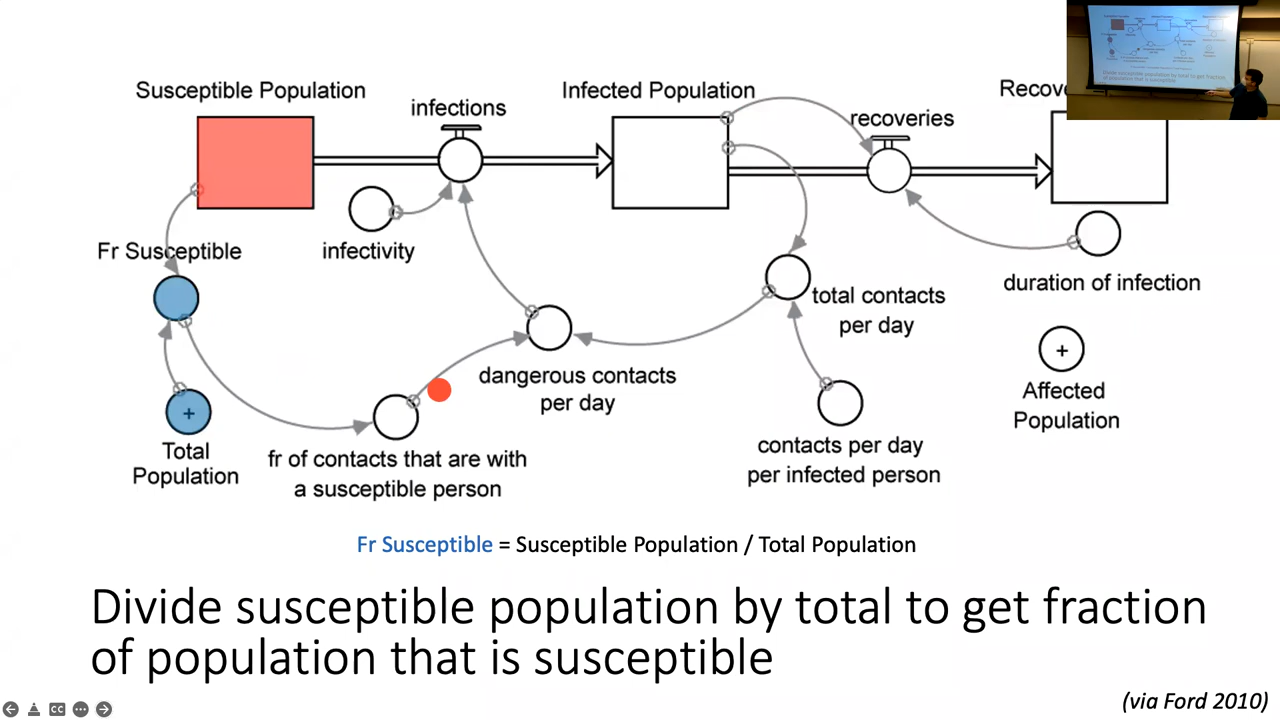 Susceptible Population
infections
Infected Population
recoveries
infectivity
Fr Susceptible
duration of infection
total contacts
per day
+
Affected
Population
dangerous contacts
per day
+
Total
Population
fr of contacts that are with
a susceptible person
contacts per day
per infected person
Fr Susceptible = Susceptible Population / Total Population
Divide susceptible population by total to get fraction
of population that is susceptible
(via Ford 2010)
CC